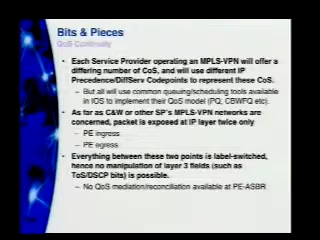 Bits & Pieces
QoS Continuity
• Each Service Provider operating an MPLS-VPN will offer a
differing number of CoS, and will use different IP
Precedence/DiffServ Codepoints to represent these CoS.
– But all will use common queuing/scheduling tools available
in IOS to implement their QoS model (PQ, CBWFQ etc).
• As far as C&W or other SP's MPLS-VPN networks are
concerned, packet is exposed at IP layer twice only
– PE ingress
– PE egress
• Everything between these two points is label-switched,
hence no manipulation of layer 3 fields (such as
ToS/DSCP bits) is possible.
– No QoS mediation/reconciliation available at PE-ASBR